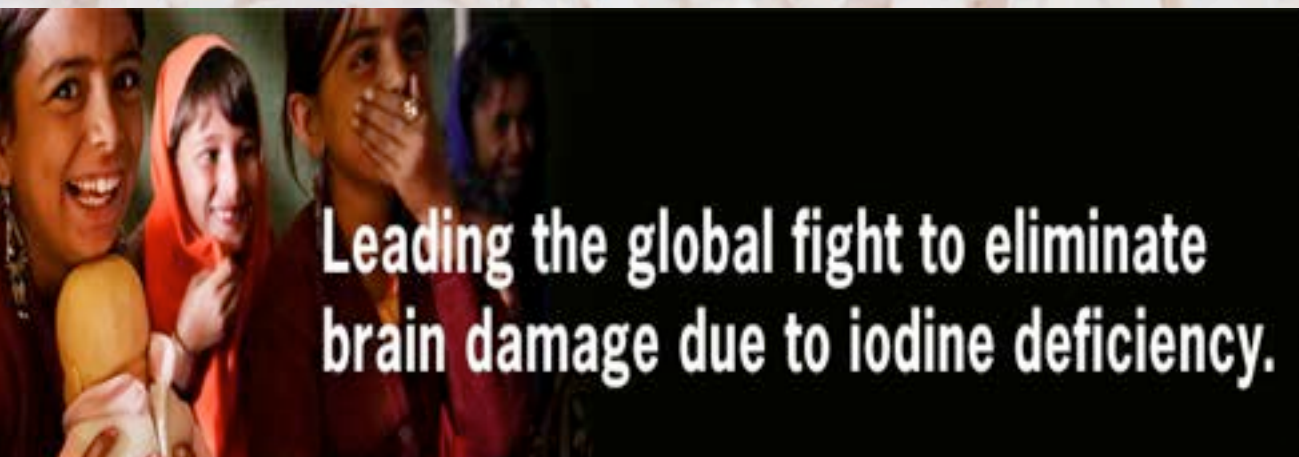 Leading the global fight to eliminate
brain damage due to iodine deficiency.